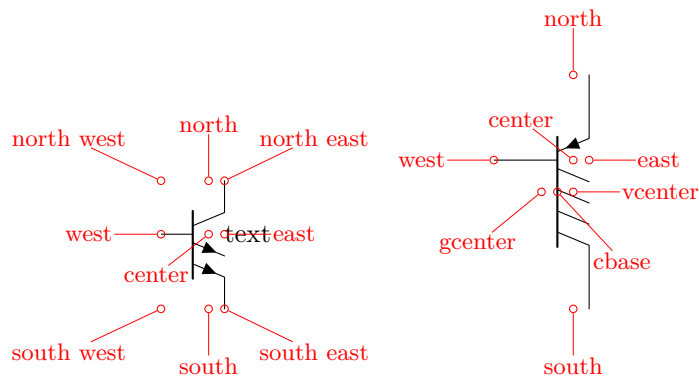 north west
north
north east
west
text
east
center
south west
south
south east
north
center
west
east
vcenter
gcenter
cbase
south